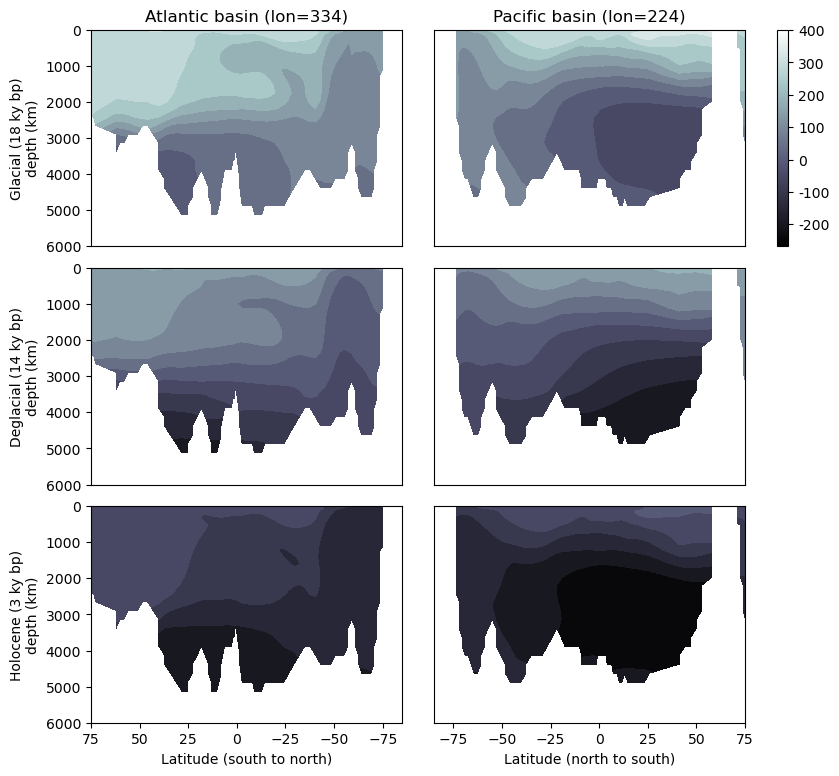 Atlantic basin (lon=334)
Pacific basin (lon=224)
Glacial (18 ky bp)
depth (km)
0
1000
2000
3000
4000
5000
6000
400
300
200
100
0
-100
-200
Deglacial (14 ky bp)
depth (km)
0
1000
2000
3000
4000
5000
6000
Holocene (3 ky bp)
depth (km)
0
1000
2000
3000
4000
5000
6000
75 50 25 0 −25 −50 −75
−75 −50 −25 0 25 50 75
Latitude (south to north)
Latitude (north to south)